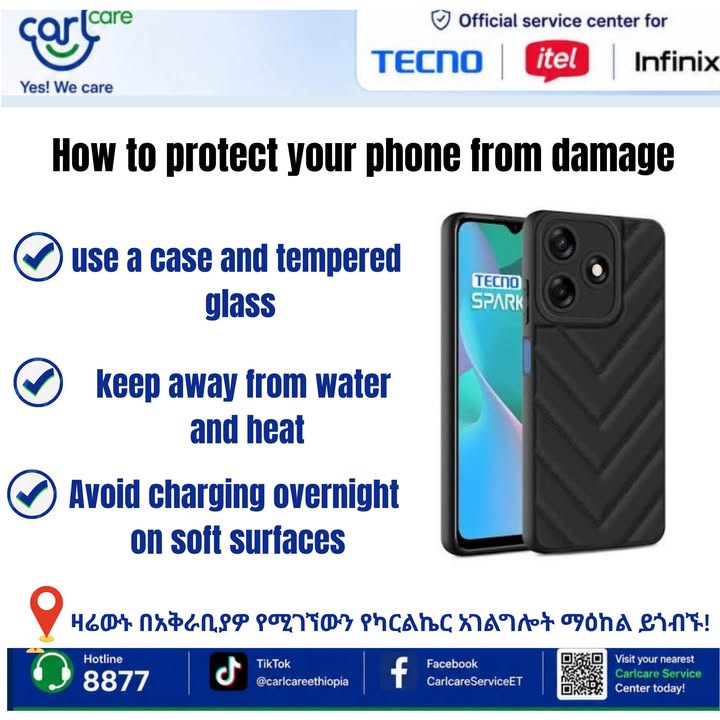 carlcare
Yes! We care
Official service center for
TECNO
itel
Infinix
How to protect your phone from damage
use a case and tempered
glass
keep away from water
and heat
Avoid charging overnight
on soft surfaces
TECNO
SPARK
ዛሬውኑ በአቅራቢያዎ የሚገኘውን የካርልኬር አገልግሎት ማዕከል ይጎብኙ!
Hotline
8877
TikTok
@carlcareethiopia
Facebook
CarlcareServiceET
Visit your nearest
Carlcare Service
Center today!